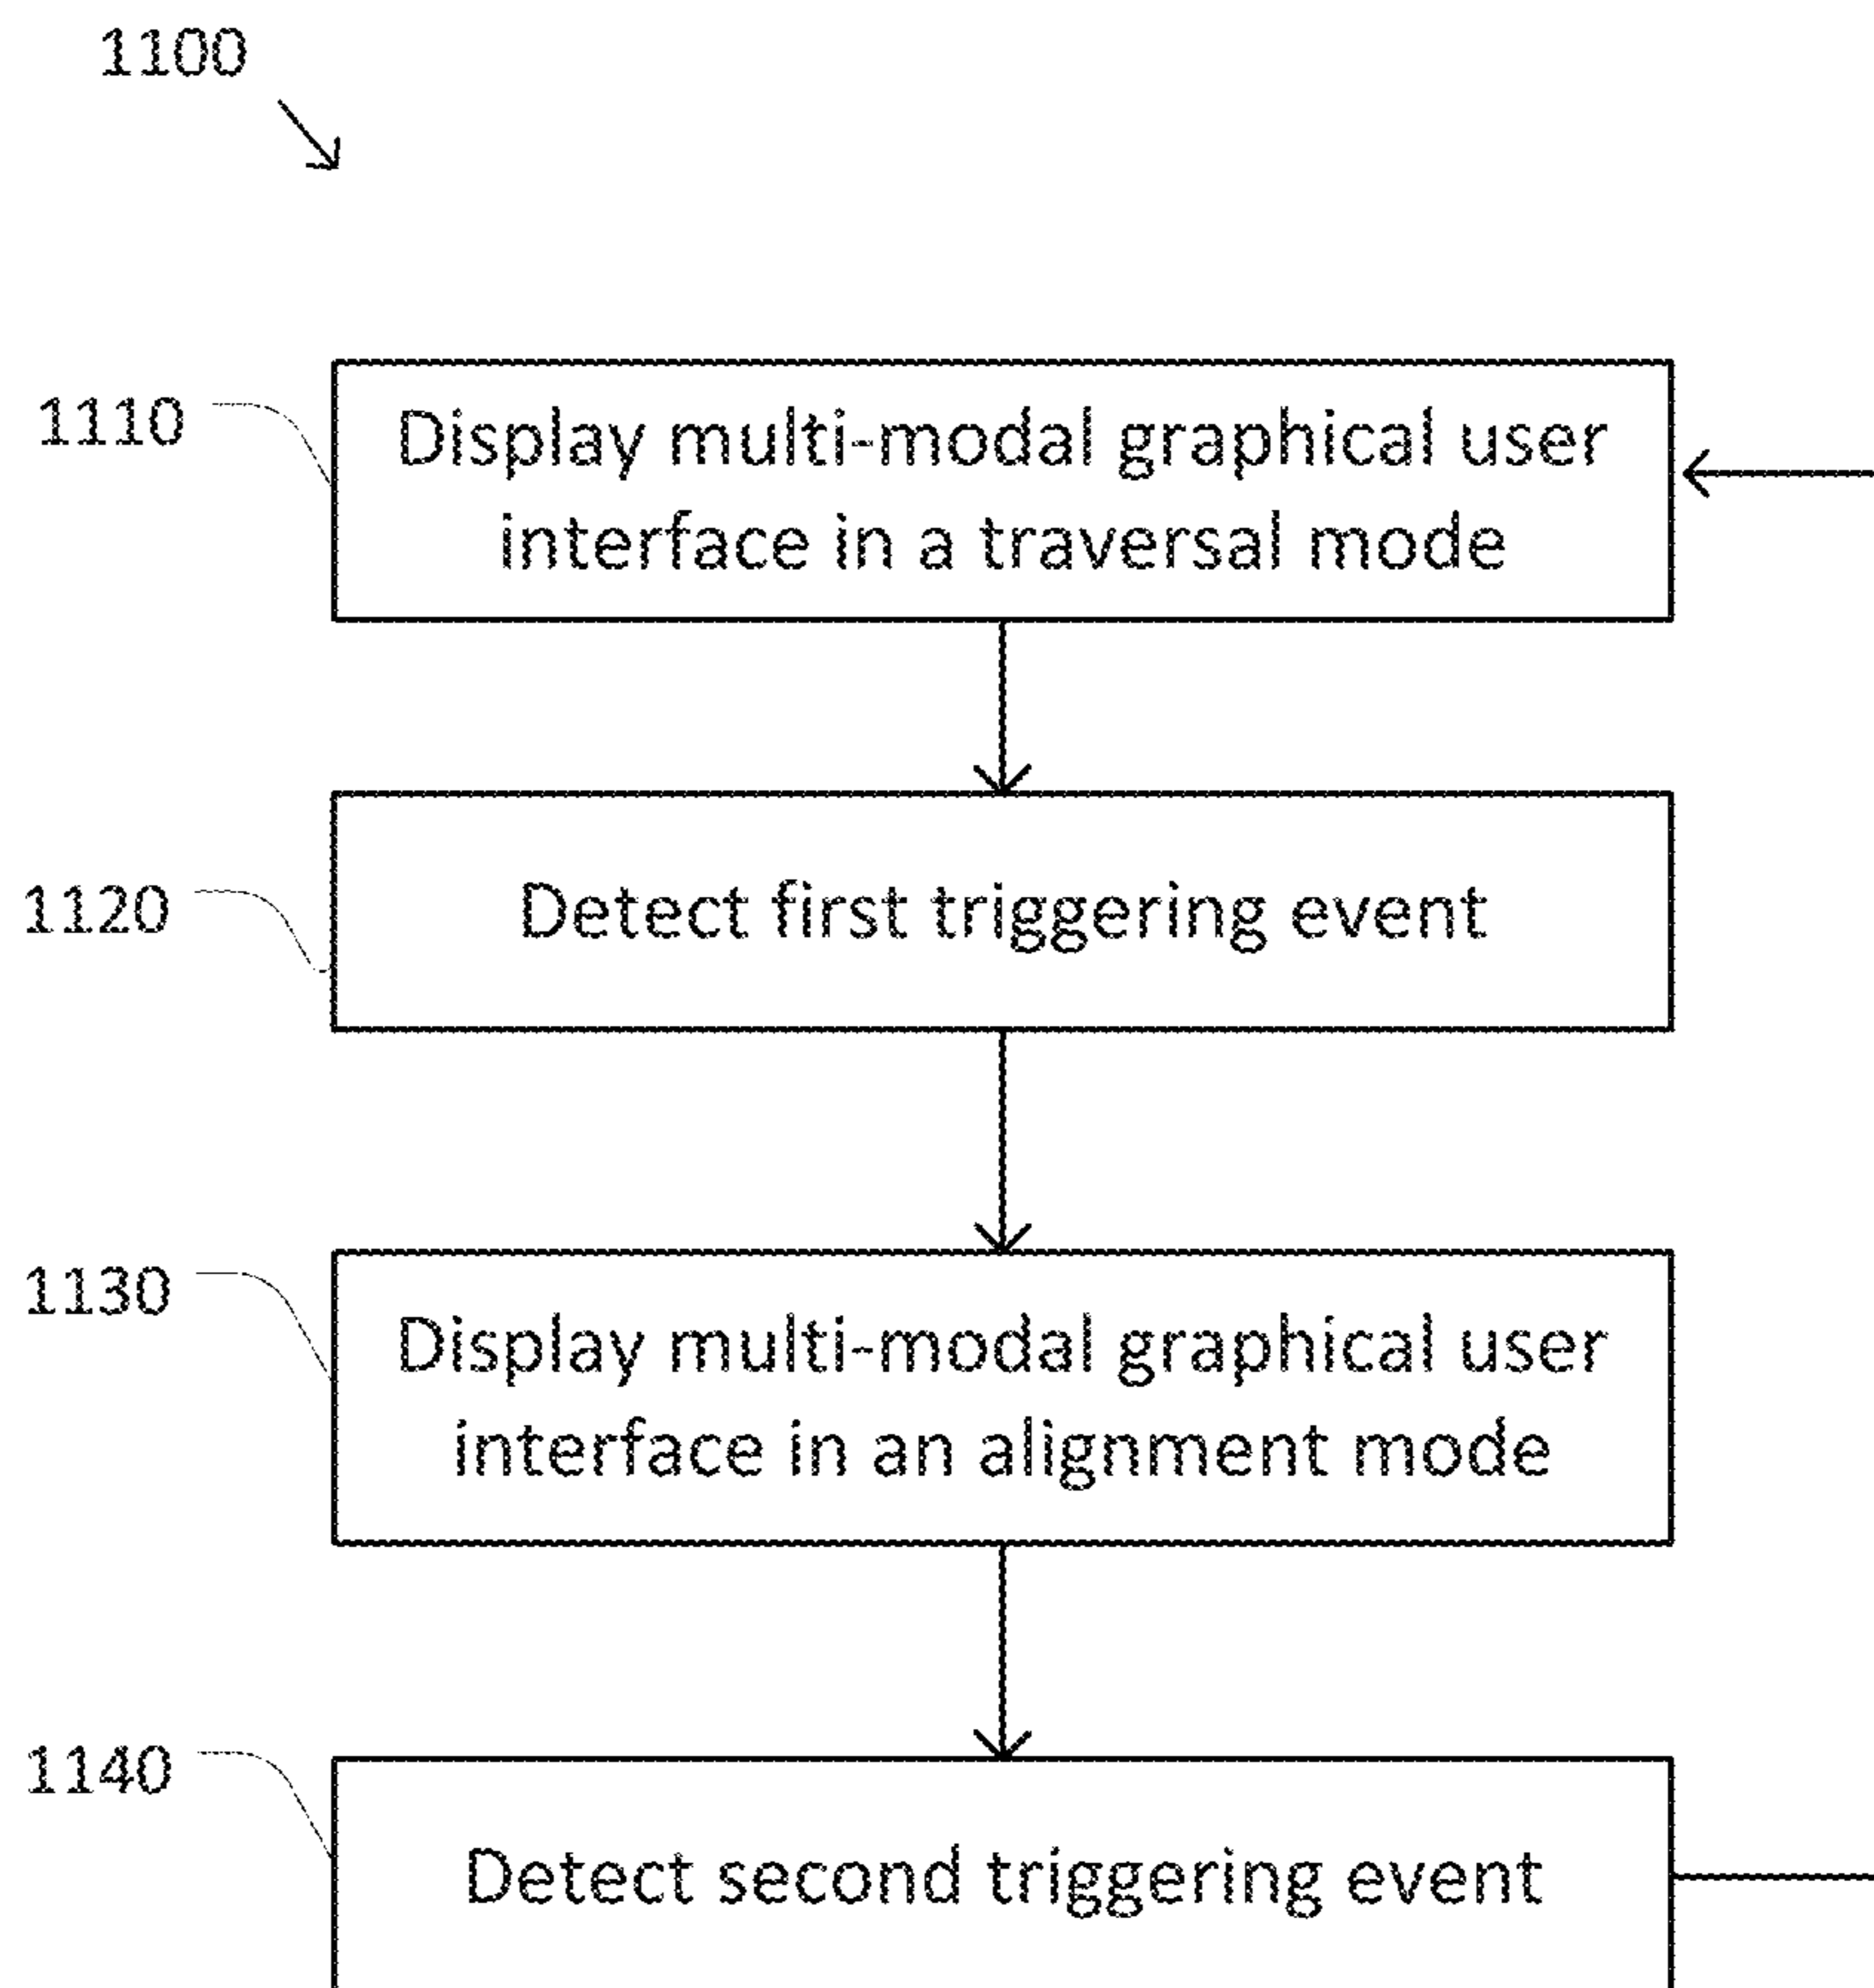 1100
1110
Display multi-modal graphical user
interface in a traversal mode
1120
Detect first triggering event
1130
Display multi-modal graphical user
interface in an alignment mode
1140
Detect second triggering event